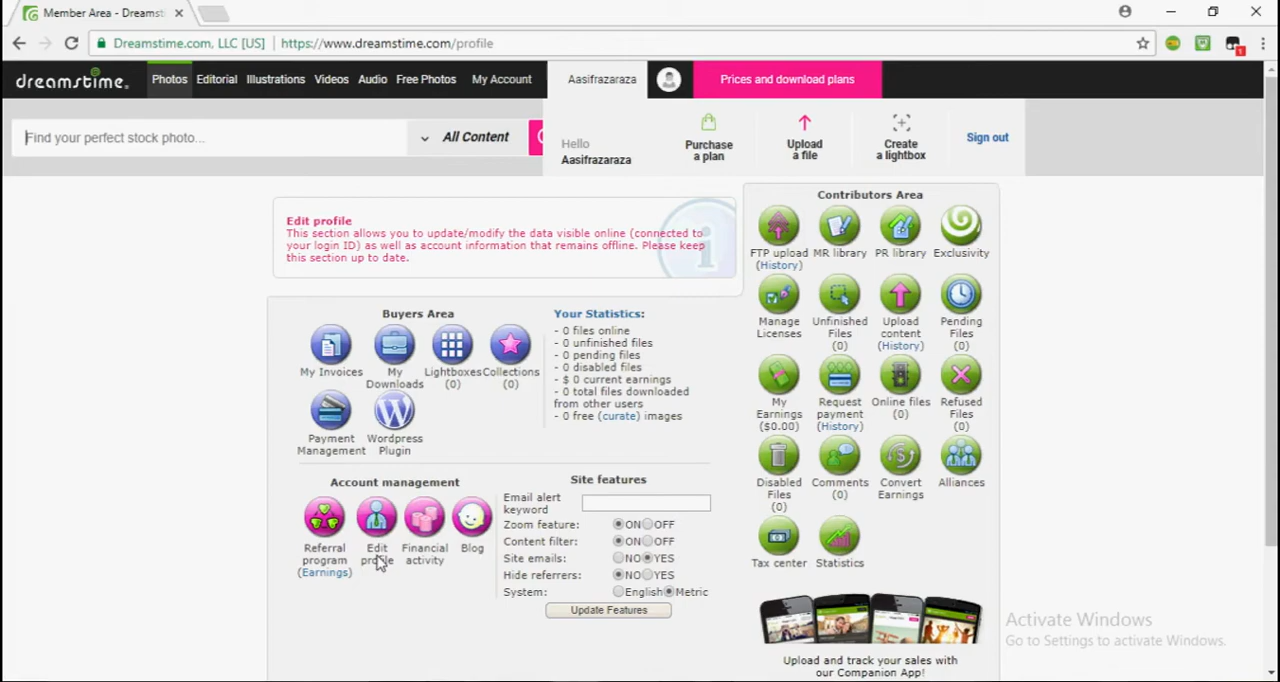 Member Area - Dreamst
Dreamstime.com, LLC [US] https://www.dreamstime.com/profile
1
dreamstime. Photos Editorial Illustrations Videos Audio Free Photos My Account Aasifrazaraza Prices and download plans
Find your perfect stock photo... All Content
Hello
Aasifrazaraza
Purchase
a plan
Upload
a file
Create
a lightbox
Sign out
Edit profile
This section allows you to update/modify the data visible online (connected to
your login ID) as well as account information that remains offline. Please keep
this section up to date.
Buyers Area
My Invoices
My
Downloads
Lightboxes
(0)
Collections
(0)
Payment
Management
Wordpress
Plugin
Your Statistics:
- 0 files online
- 0 unfinished files
- 0 pending files
- 0 disabled files
- $ 0 current earnings
- 0 total files downloaded
from other users
- 0 free (curate) images
Account management
Referral
program
(Earnings)
Edit
profile
Financial
activity
Blog
Site features
Email alert
keyword
Zoom feature: ON OFF
Content filter: ON OFF
Site emails: NO YES
Hide referrers: NO YES
System: English Metric
Update Features
Contributors Area
FTP upload
(History)
MR library
PR library
Exclusivity
Manage
Licenses
Unfinished
Files
(0)
Upload
content
(History)
Pending
Files
(0)
My
Earnings
($0.00)
Request
payment
(History)
Online files
(0)
Refused
Files
(0)
Disabled
Files
(0)
Comments
(0)
Convert
Earnings
Alliances
Tax center
Statistics
Upload and track your sales with
our Companion App!
Activate Windows
Go to Settings to activate Windows.